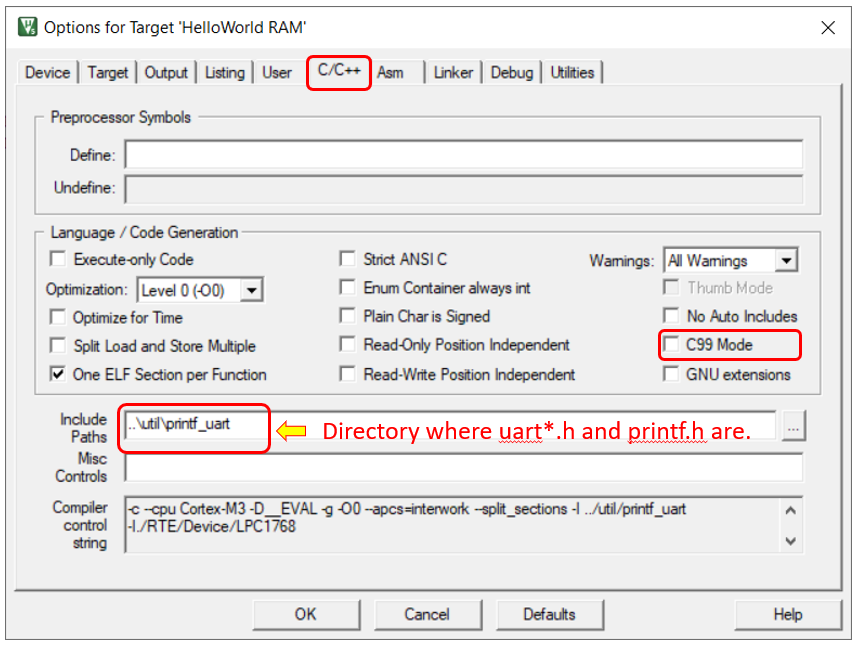 Options for Target 'HelloWorld RAM'
Device Target Output Listing User C/C++ Asm Linker Debug Utilities
Preprocessor Symbols
Define:
Undefine:
Language / Code Generation
Execute-only Code Strict ANSI C Warnings: All Warnings
Optimization: Level 0 (-O0) Enum Container always int Thumb Mode
Optimize for Time Plain Char is Signed No Auto Includes
Split Load and Store Multiple Read-Only Position Independent C99 Mode
One ELF Section per Function Read-Write Position Independent GNU extensions
Include Paths ..\util\printf_uart Directory where uart*.h and printf.h are. ...
Misc Controls
Compiler control string
-c --cpu Cortex-M3 -D__EVAL -g -O0 --apcs=interwork --split_sections -I ../util/printf_uart
-I./RTE/Device/LPC1768
OK Cancel Defaults Help